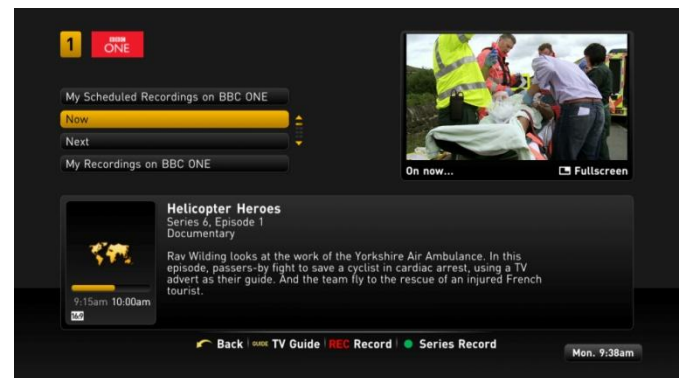 1 BBC ONE
My Scheduled Recordings on BBC ONE
Now
Next
My Recordings on BBC ONE
On now... Fullscreen
Helicopter Heroes
Series 6, Episode 1
Documentary
Rav Wilding looks at the work of the Yorkshire Air Ambulance. In this
episode, passers-by fight to save a cyclist in cardiac arrest, using a TV
advert as their guide. And the team fly to the rescue of an injured French
tourist.
9:15am 10:00am
16:9
Back GUIDE TV Guide REC Record Series Record
Mon. 9:38am